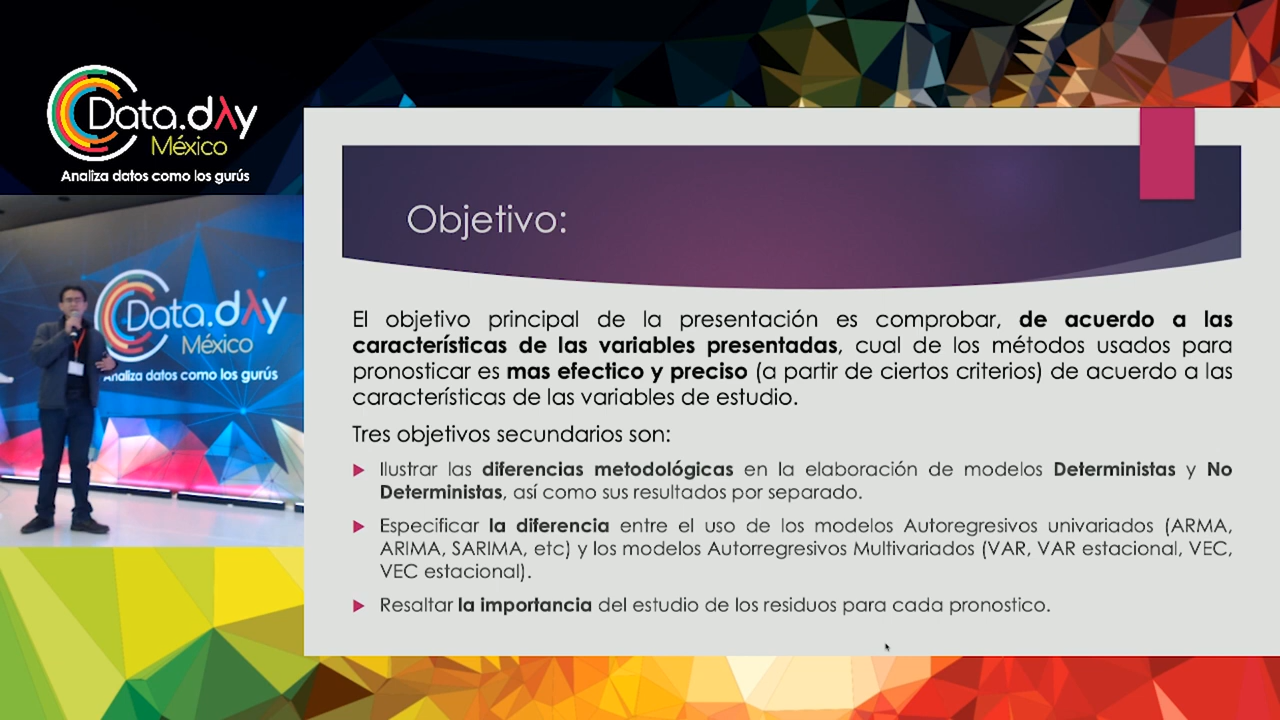 Data.dλy
México
Analiza datos como los gurús
Data.dλy
México
Analiza datos como los gurús
Objetivo:
El objetivo principal de la presentación es comprobar, de acuerdo a las
características de las variables presentadas, cual de los métodos usados para
pronosticar es mas efectico y preciso (a partir de ciertos criterios) de acuerdo a las
características de las variables de estudio.
Tres objetivos secundarios son:
Ilustrar las diferencias metodológicas en la elaboración de modelos Deterministas y No
Deterministas, así como sus resultados por separado.
Especificar la diferencia entre el uso de los modelos Autoregresivos univariados (ARMA,
ARIMA, SARIMA, etc) y los modelos Autorregresivos Multivariados (VAR, VAR estacional, VEC,
VEC estacional).
Resaltar la importancia del estudio de los residuos para cada pronostico.